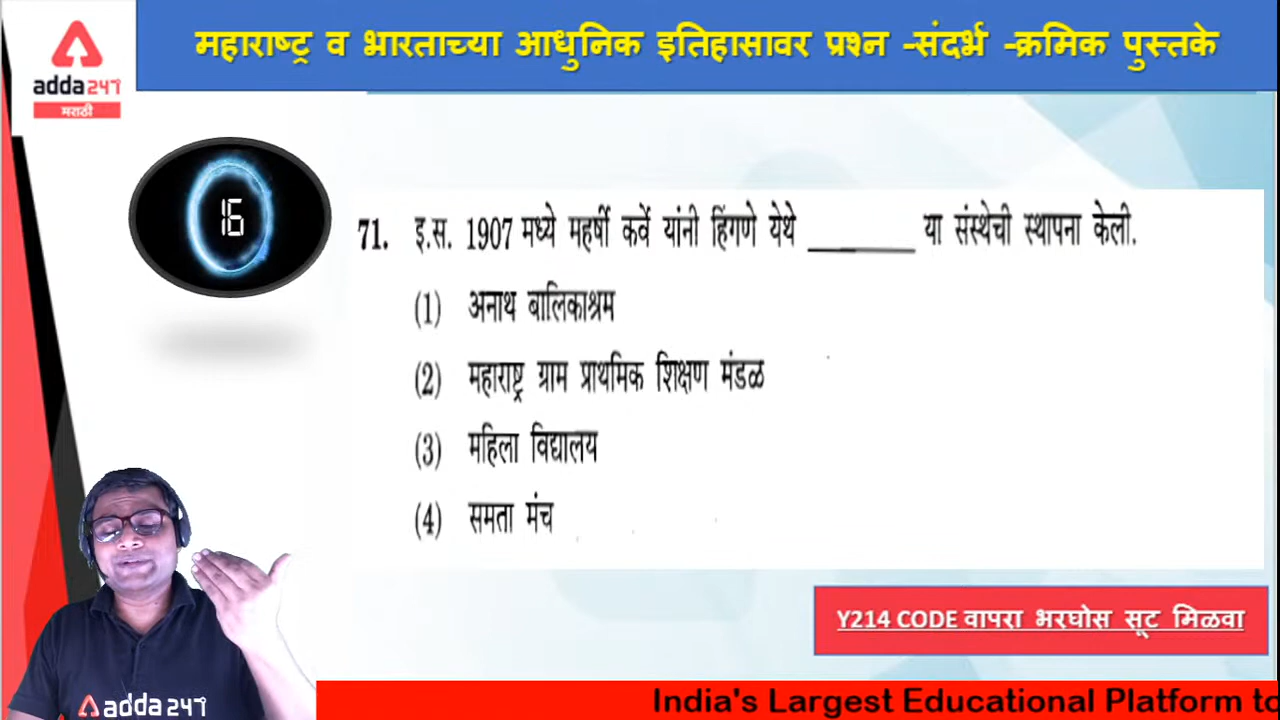 महाराष्ट्र व भारताच्या आधुनिक इतिहासावर प्रश्न -संदर्भ -क्रमिक पुस्तके
adda247
मराठी
16
71. इ.स. 1907 मध्ये महर्षी कर्वे यांनी हिंगणे येथे ________ या संस्थेची स्थापना केली.
(1) अनाथ बालिकाश्रम
(2) महाराष्ट्र ग्राम प्राथमिक शिक्षण मंडळ
(3) महिला विद्यालय
(4) समता मंच
Y214 CODE वापरा भरघोस सूट मिळवा
adda247
India's Largest Educational Platform to